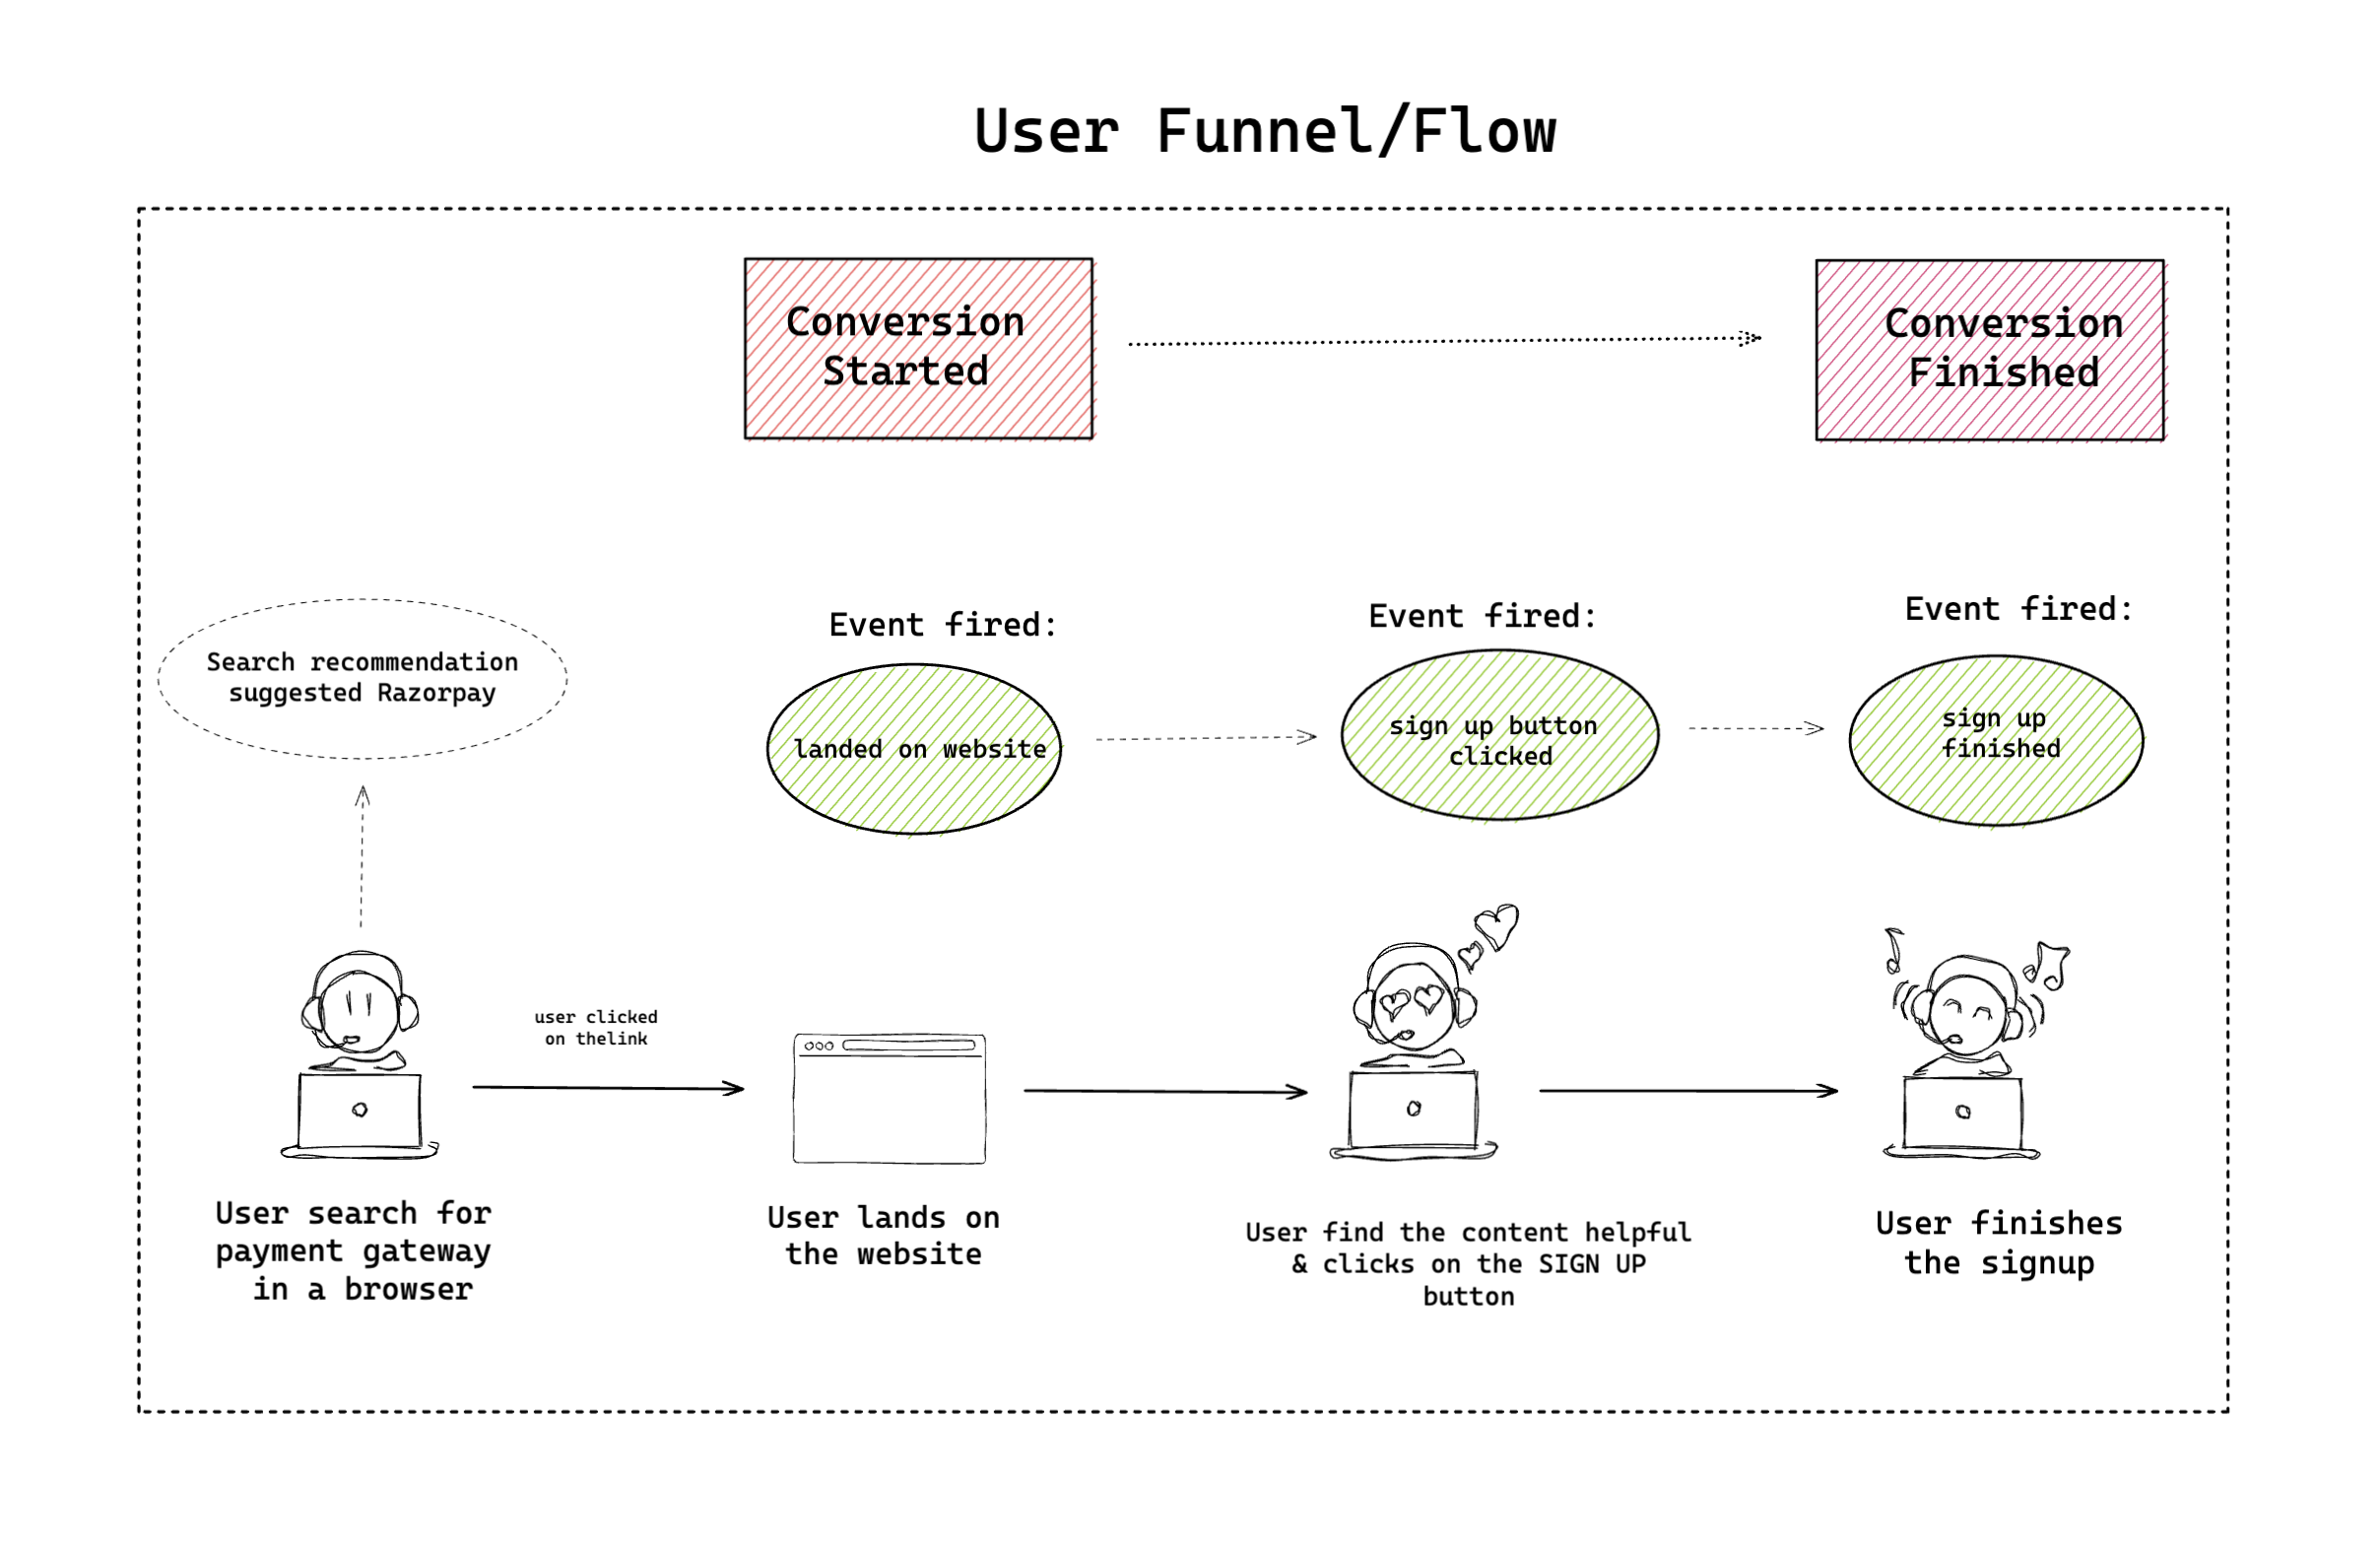 User Funnel/Flow
Conversion
Started
Conversion
Finished
Search recommendation
suggested Razorpay
Event fired:
landed on website
Event fired:
sign up button
clicked
Event fired:
sign up
finished
user clicked
on thelink
User search for
payment gateway
in a browser
User lands on
the website
User find the content helpful
& clicks on the SIGN UP
button
User finishes
the signup